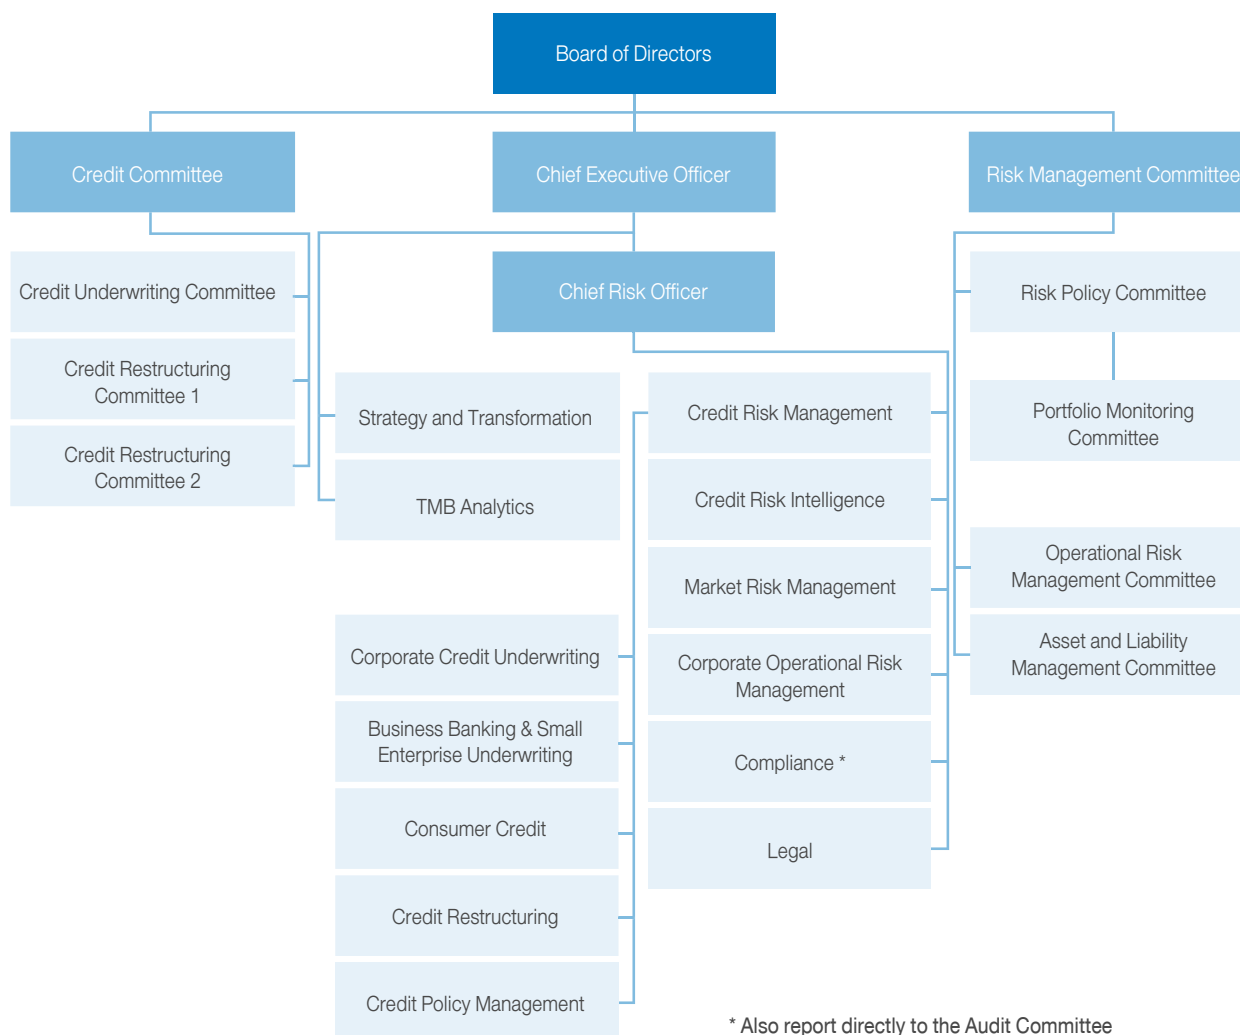 Board of Directors
Credit Committee
Chief Executive Officer
Risk Management Committee
Credit Underwriting Committee
Credit Restructuring
Committee 1
Credit Restructuring
Committee 2
Chief Risk Officer
Strategy and Transformation
TMB Analytics
Credit Risk Management
Credit Risk Intelligence
Market Risk Management
Corporate Operational Risk
Management
Compliance *
Legal
Corporate Credit Underwriting
Business Banking & Small
Enterprise Underwriting
Consumer Credit
Credit Restructuring
Credit Policy Management
Risk Policy Committee
Portfolio Monitoring
Committee
Operational Risk
Management Committee
Asset and Liability
Management Committee
* Also report directly to the Audit Committee